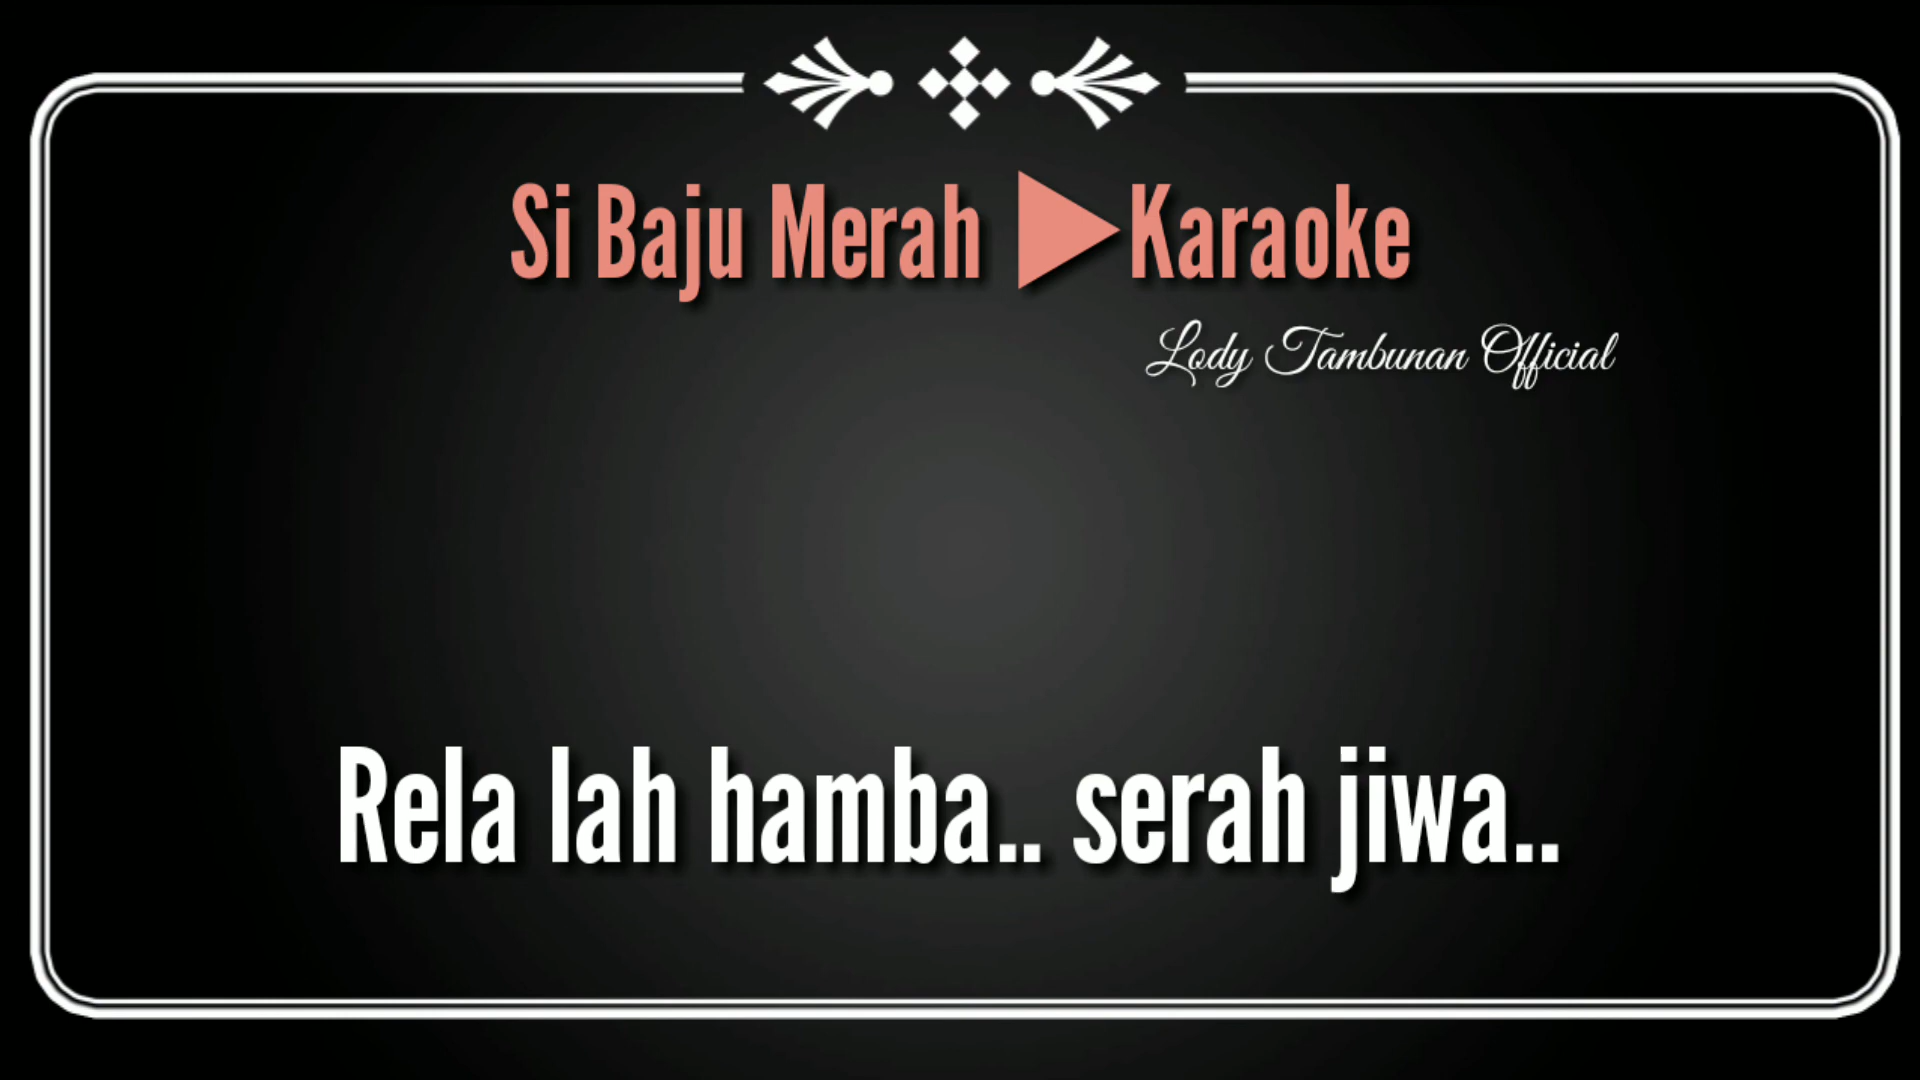 Si Baju Merah ▶Karaoke
Lody Tambunan Official
Rela lah hamba.. serah jiwa..